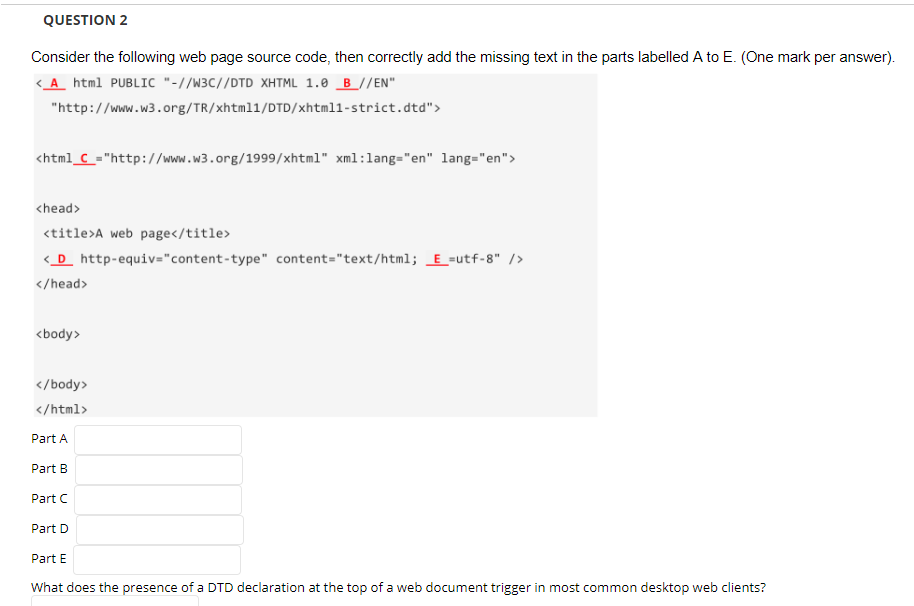 QUESTION 2
Consider the following web page source code, then correctly add the missing text in the parts labelled A to E. (One mark per answer).
<_A_ html PUBLIC "-//W3C//DTD XHTML 1.0 _B_//EN"
"http://www.w3.org/TR/xhtml1/DTD/xhtml1-strict.dtd">
<html_C_="http://www.w3.org/1999/xhtml" xml:lang="en" lang="en">
<head>
<title>A web page</title>
<_D_ http-equiv="content-type" content="text/html; _E_=utf-8" />
</head>
<body>
</body>
</html>
Part A
Part B
Part C
Part D
Part E
What does the presence of a DTD declaration at the top of a web document trigger in most common desktop web clients?